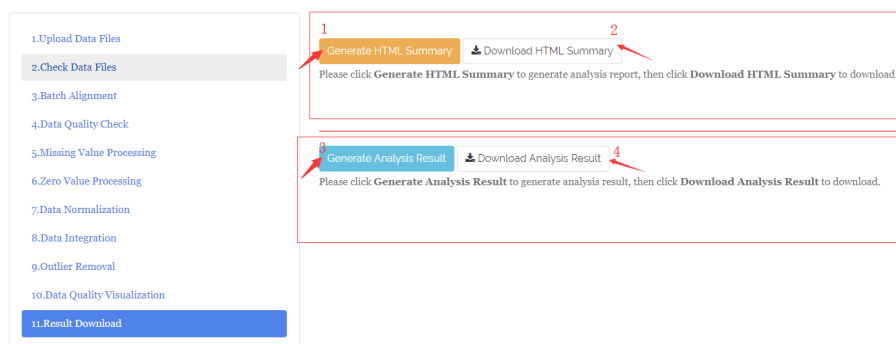 1.Upload Data Files
2.Check Data Files
3.Batch Alignment
4.Data Quality Check
5.Missing Value Processing
6.Zero Value Processing
7.Data Normalization
8.Data Integration
9.Outlier Removal
10.Data Quality Visualization
11.Result Download
1
2
Generate HTML Summary
Download HTML Summary
Please click Generate HTML Summary to generate analysis report, then click Download HTML Summary to download.
3
4
Generate Analysis Result
Download Analysis Result
Please click Generate Analysis Result to generate analysis result, then click Download Analysis Result to download.